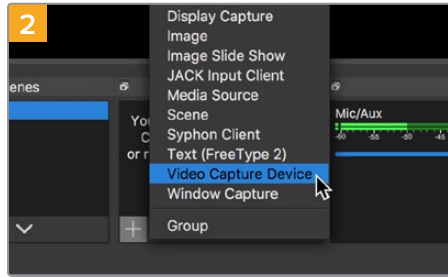 2
Display Capture
Image
Image Slide Show
JACK Input Client
Media Source
Scene
Syphon Client
Text (FreeType 2)
Video Capture Device
Window Capture
Group
enes
You
C
or r
Mic/Aux
-60 -55 -50 -45